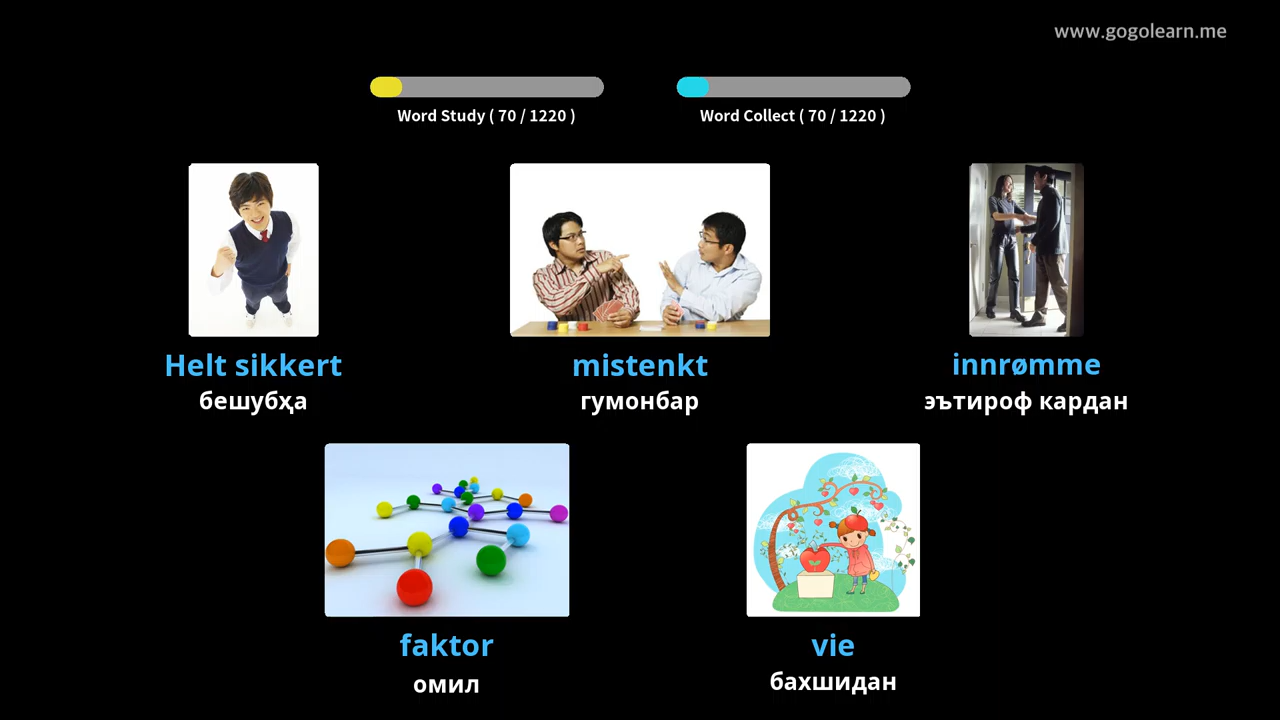 www.gogolearn.me
Word Study ( 70 / 1220 )
Word Collect ( 70 / 1220 )
Helt sikkert
бешубҳа
mistenkt
гумонбар
innrømme
эътироф кардан
faktor
омил
vie
бахшидан